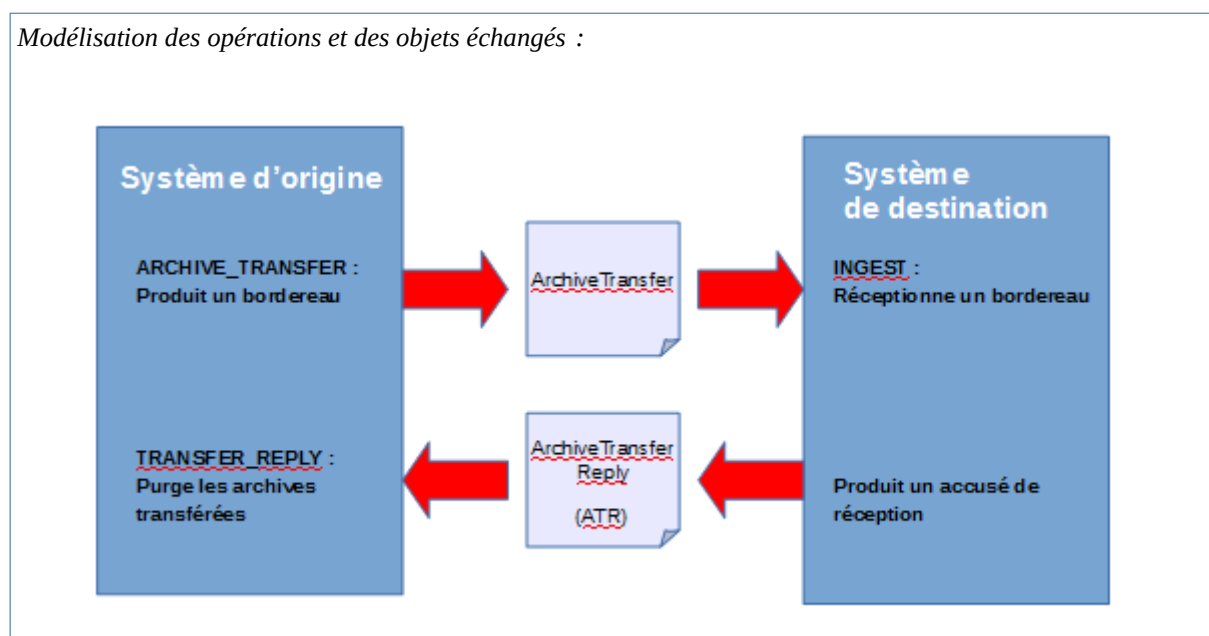 Modélisation des opérations et des objets échangés :
Système d'origine
ARCHIVE_TRANSFER :
Produit un bordereau
TRANSFER_REPLY :
Purge les archives
transférées
ArchiveTransfer
ArchiveTransfer
Reply
(ATR)
Système
de destination
INGEST :
Réceptionne un bordereau
Produit un accusé de
réception